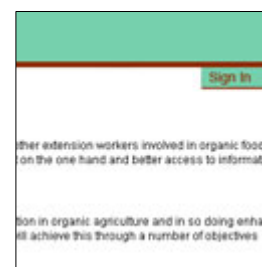 Sign In
ther extension workers involved in organic food
on the one hand and better access to informat
tion in organic agriculture and in so doing enha
ill achieve this through a number of objectives